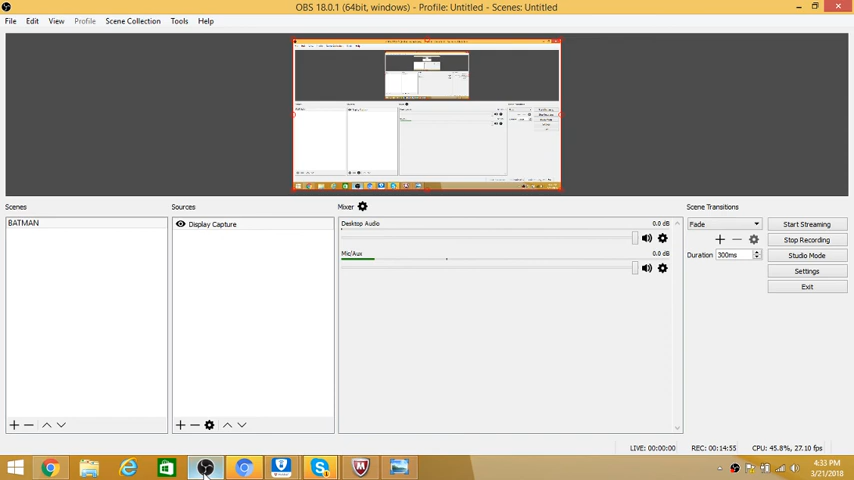 OBS 18.0.1 (64bit, windows) - Profile: Untitled - Scenes: Untitled
File Edit View Profile Scene Collection Tools Help
Scenes Sources Mixer Scene Transitions
BATMAN Display Capture Desktop Audio 0.0 dB Fade Start Streaming
Stop Recording
Mic/Aux 0.0 dB Duration 300ms Studio Mode
Settings
Exit
LIVE: 00:00:00 REC: 00:14:55 CPU: 45.8%, 27.10 fps
4:33 PM
3/21/2018